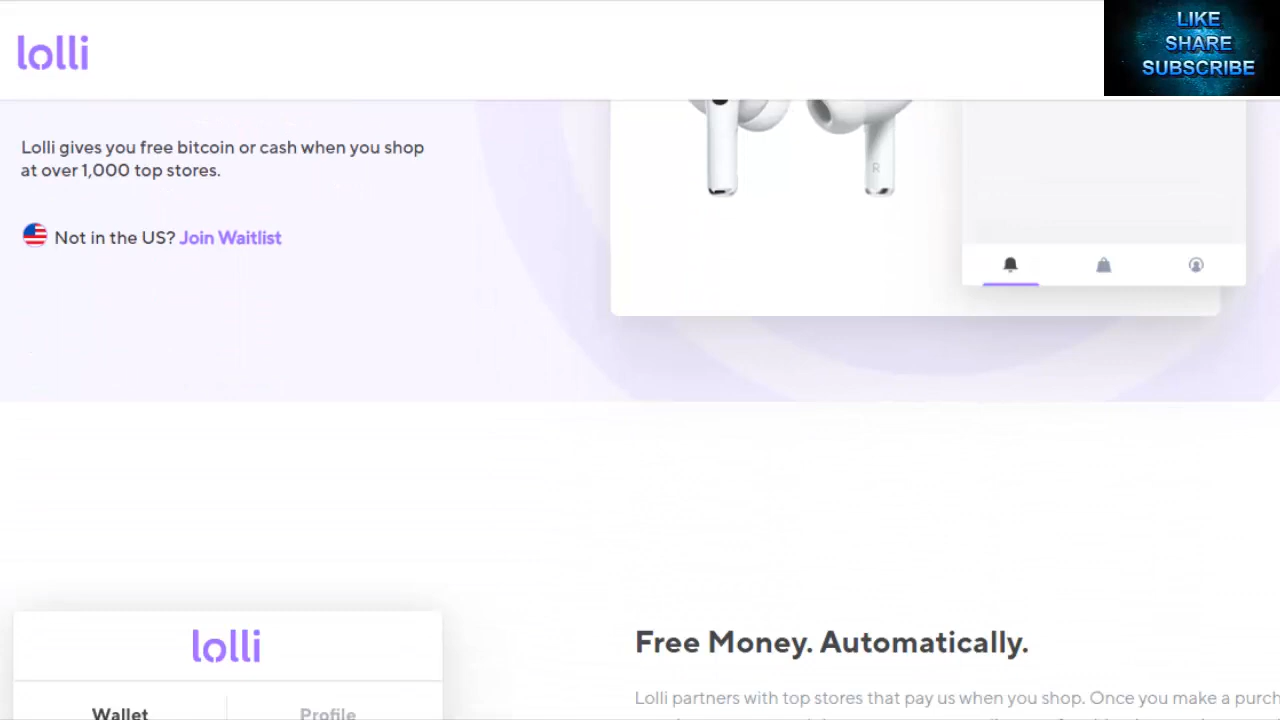 lolli
LIKE
SHARE
SUBSCRIBE
Lolli gives you free bitcoin or cash when you shop
at over 1,000 top stores.
R
Not in the US? Join Waitlist
lolli
Wallet
Profile
Free Money. Automatically.
Lolli partners with top stores that pay us when you shop. Once you make a purch